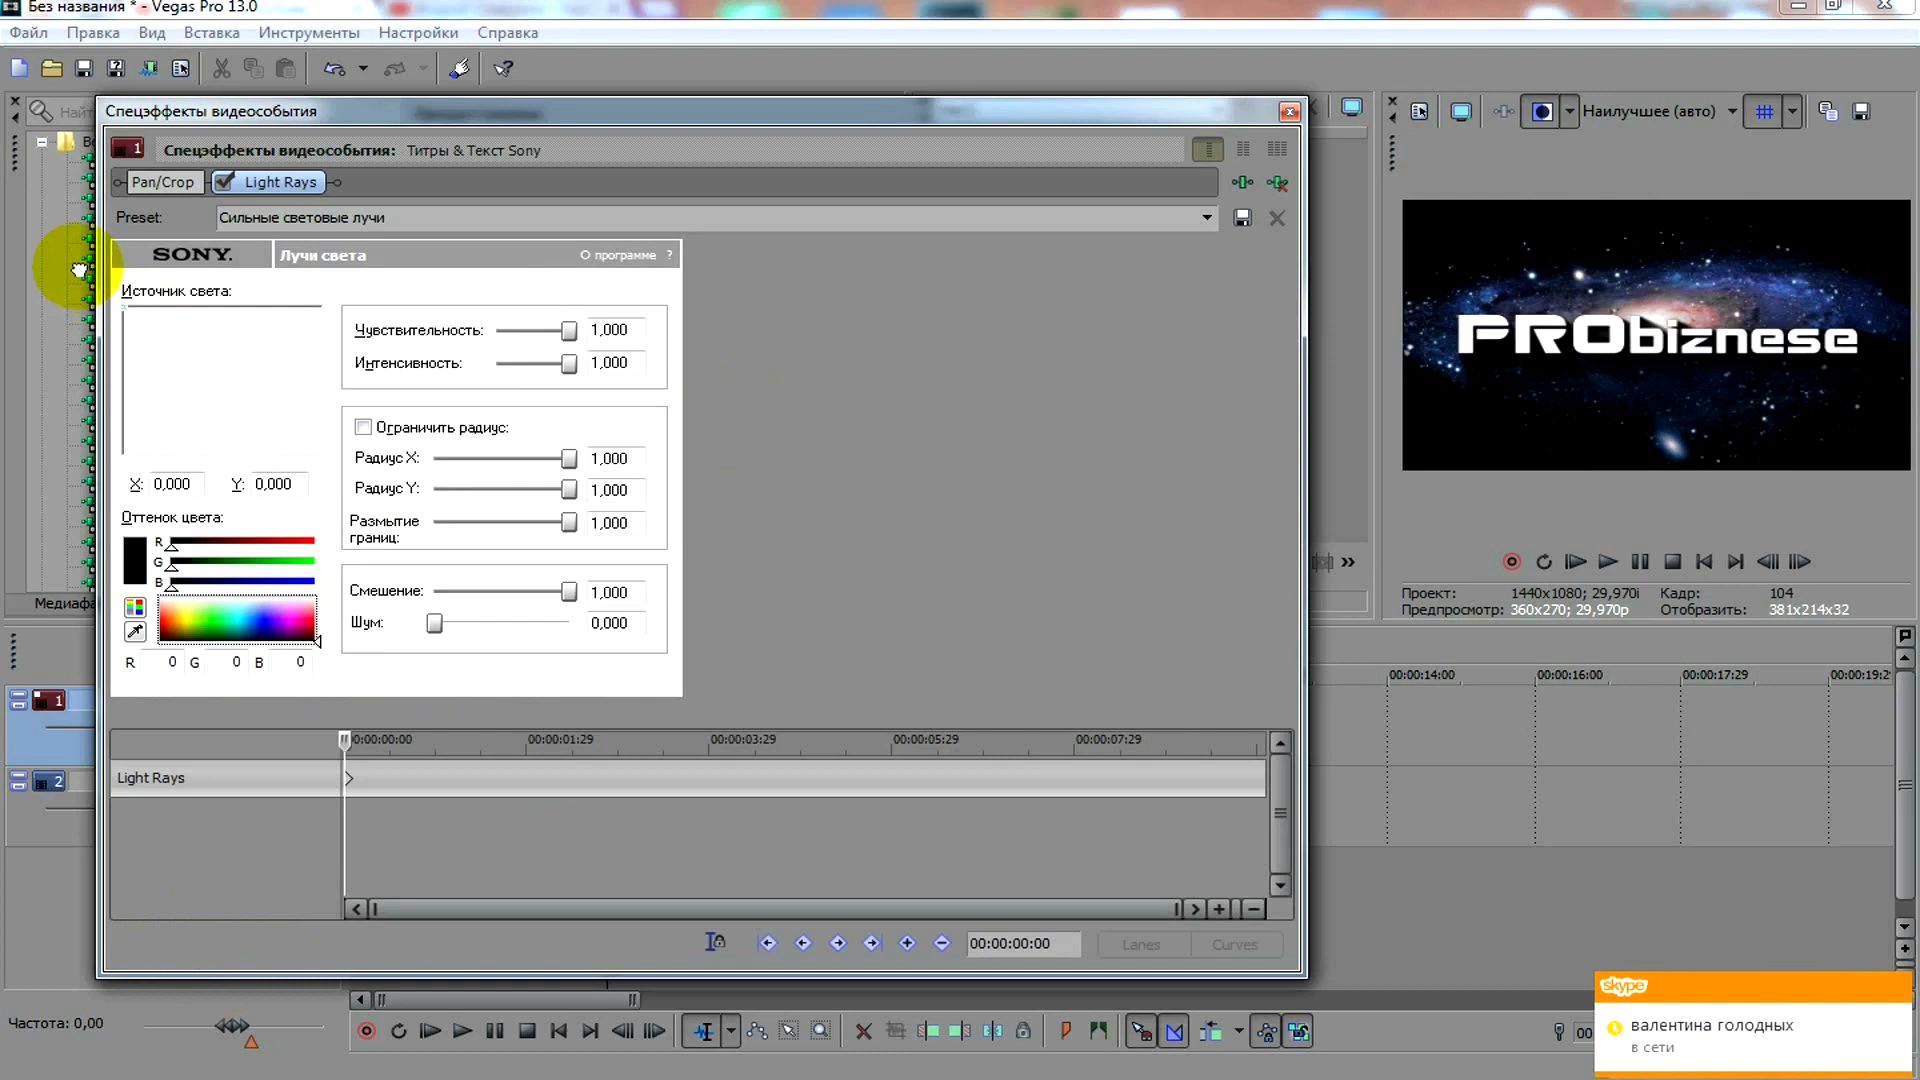 Без названия * - Vegas Pro 13.0
Файл Правка Вид Вставка Инструменты Настройки Справка
Спецэффекты видеособытия
Наилучшее (авто)
1 Спецэффекты видеособытия: Титры & Текст Sony
Pan/Crop Light Rays
Preset: Сильные световые лучи
SONY. Лучи света О программе ?
Источник света:
Чувствительность: 1,000
Интенсивность: 1,000
Ограничить радиус:
Радиус X: 1,000
Радиус Y: 1,000
Размытие границ: 1,000
X: 0,000 Y: 0,000
Оттенок цвета:
R
G
B
Смешение: 1,000
Шум: 0,000
R 0 G 0 B 0
PRObiznese
Проект: 1440x1080; 29,970i Кадр: 104
Предпросмотр: 360x270; 29,970p Отобразить: 381x214x32
00:00:14:00 00:00:16:00 00:00:17:29
1
2
00:00:00:00 00:00:01:29 00:00:03:29 00:00:05:29 00:00:07:29
Light Rays
00:00:00:00 Lanes Curves
Частота: 0,00
skype
валентина голодных
в сети